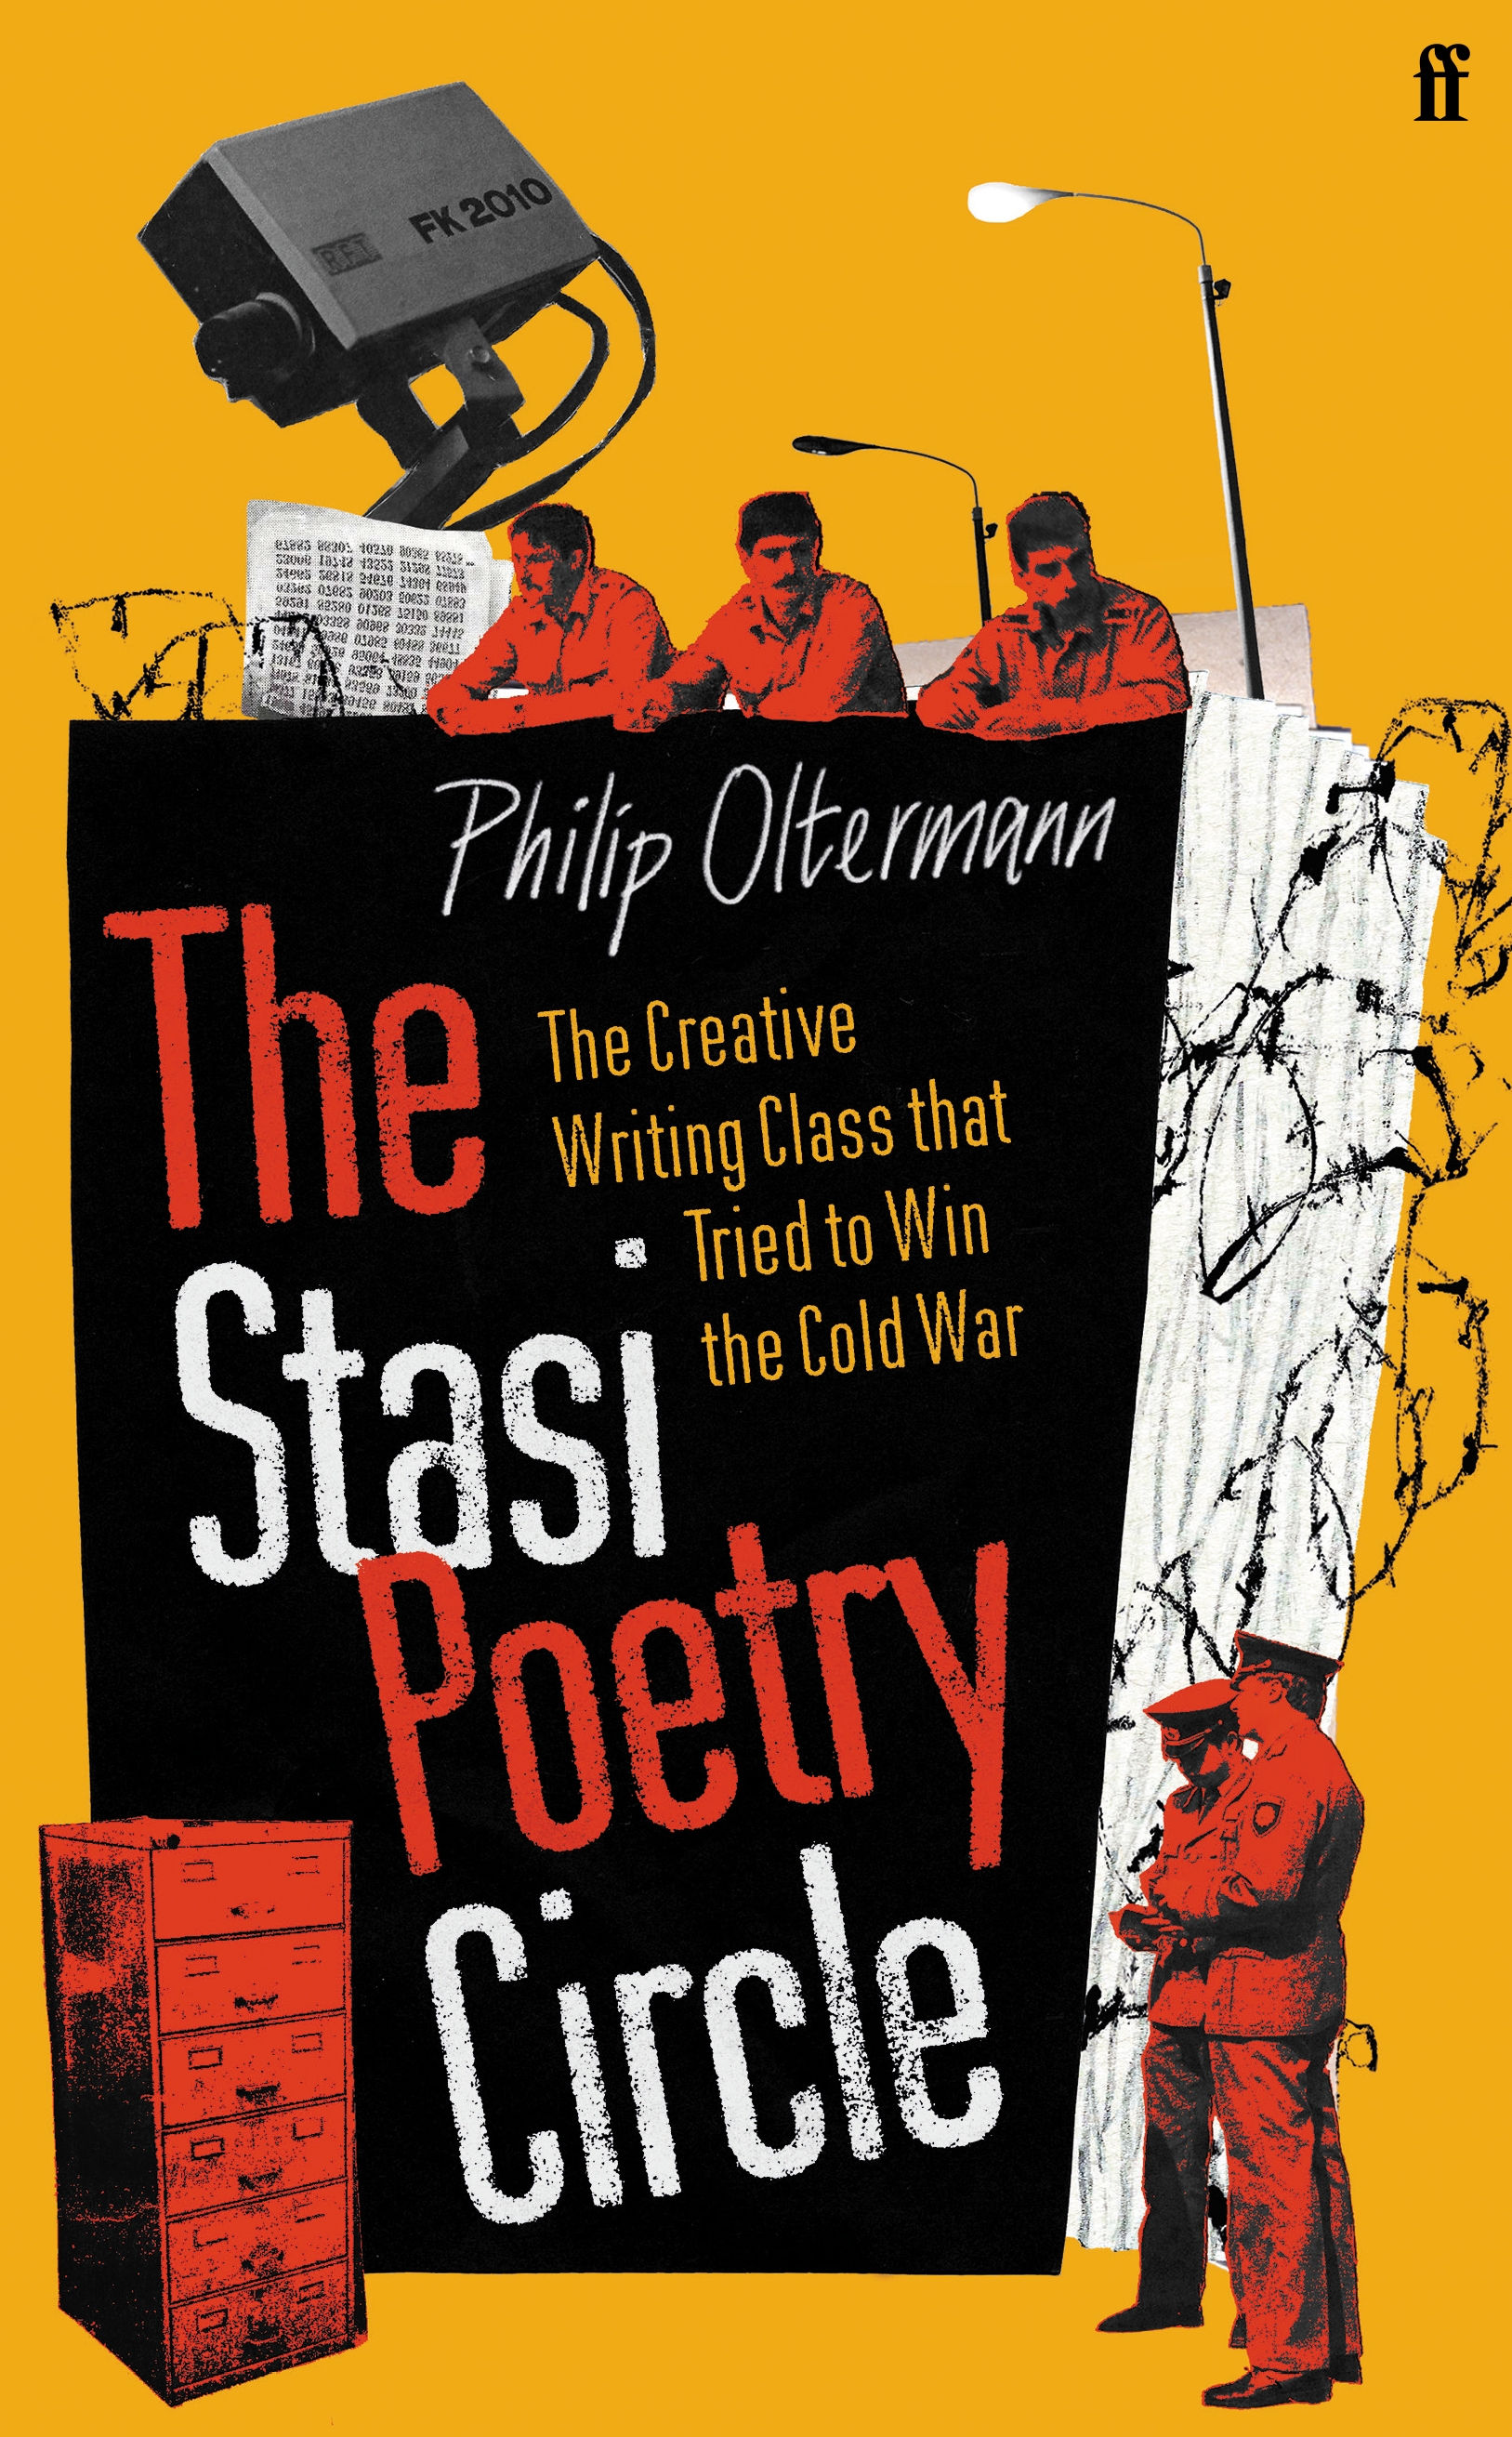 ff
RFT
FK 2010
Philip Oltermann
The
The Creative
Writing Class that
Tried to Win
the Cold War
Stasi
Poetry
Circle